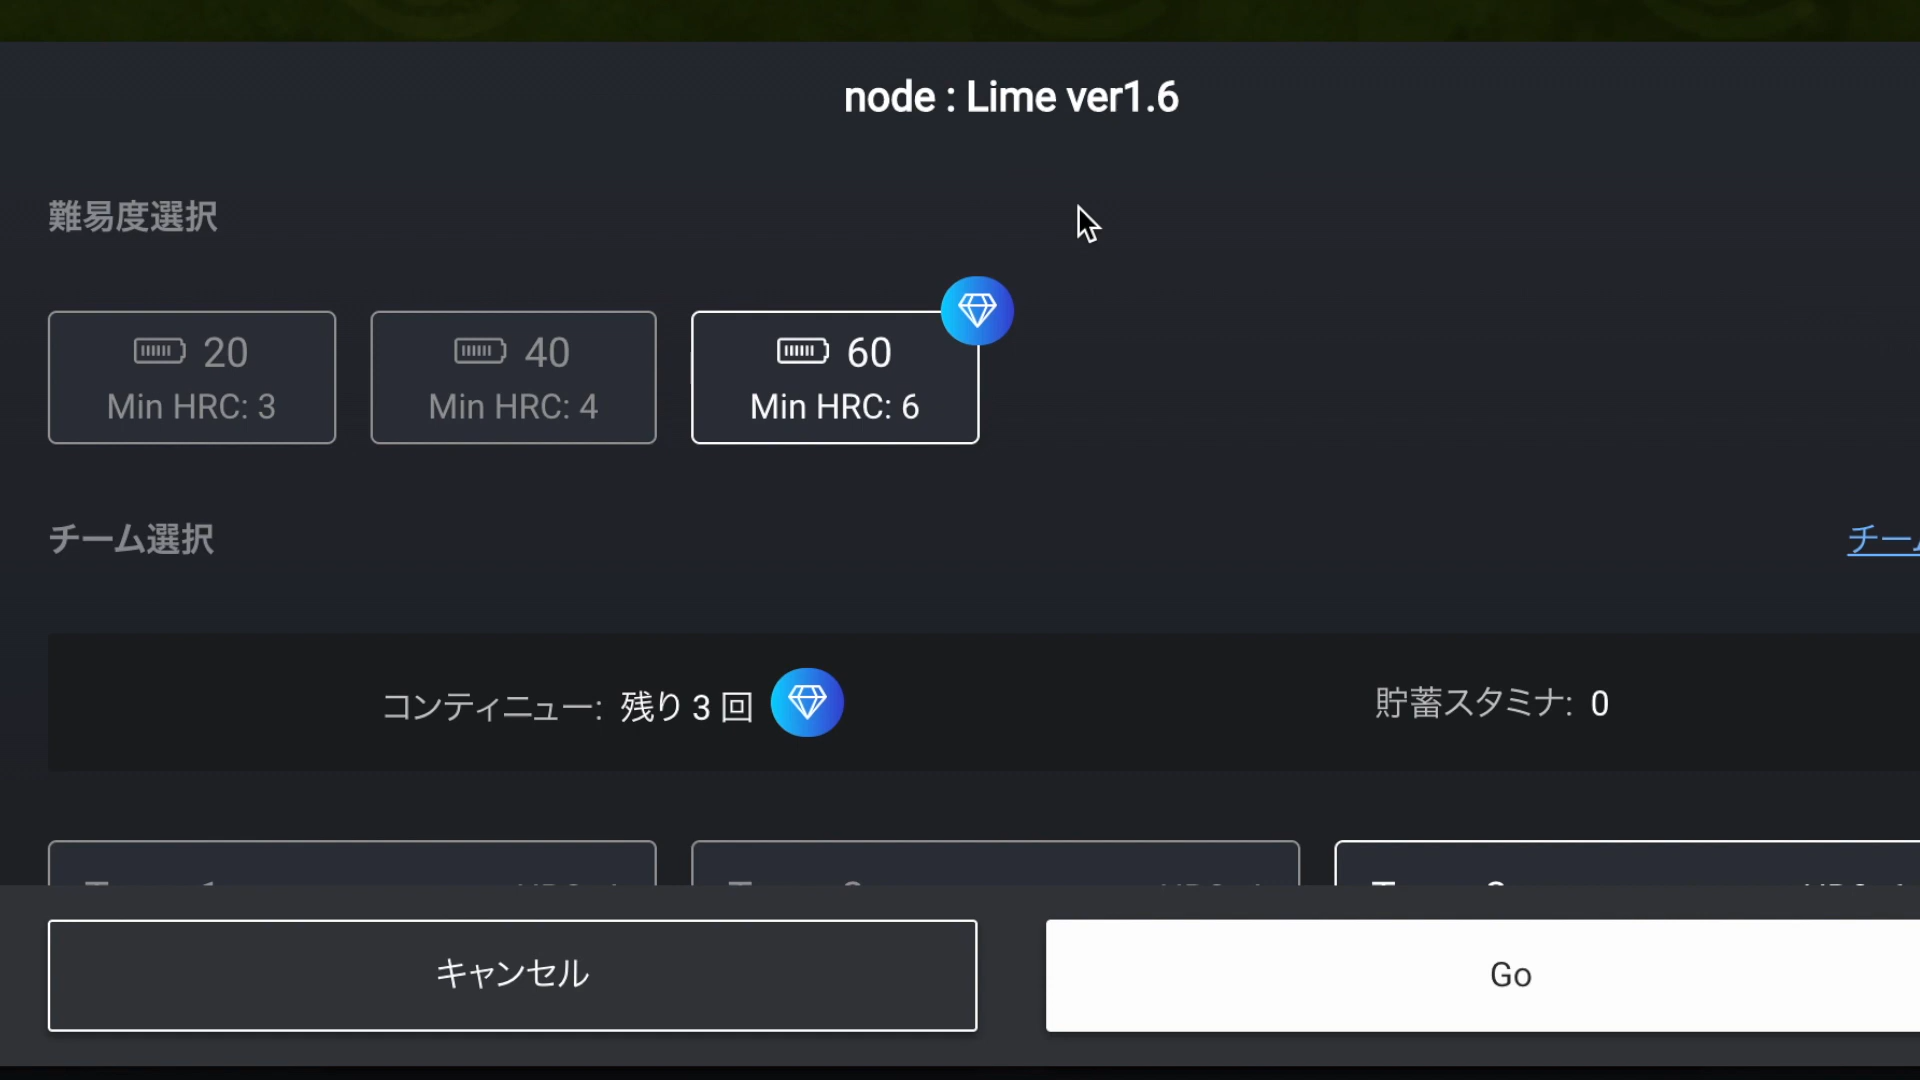 node : Lime ver1.6
難易度選択
20
Min HRC: 3
40
Min HRC: 4
60
Min HRC: 6
チーム選択
コンティニュー: 残り 3 回
貯蓄スタミナ: 0
キャンセル
Go